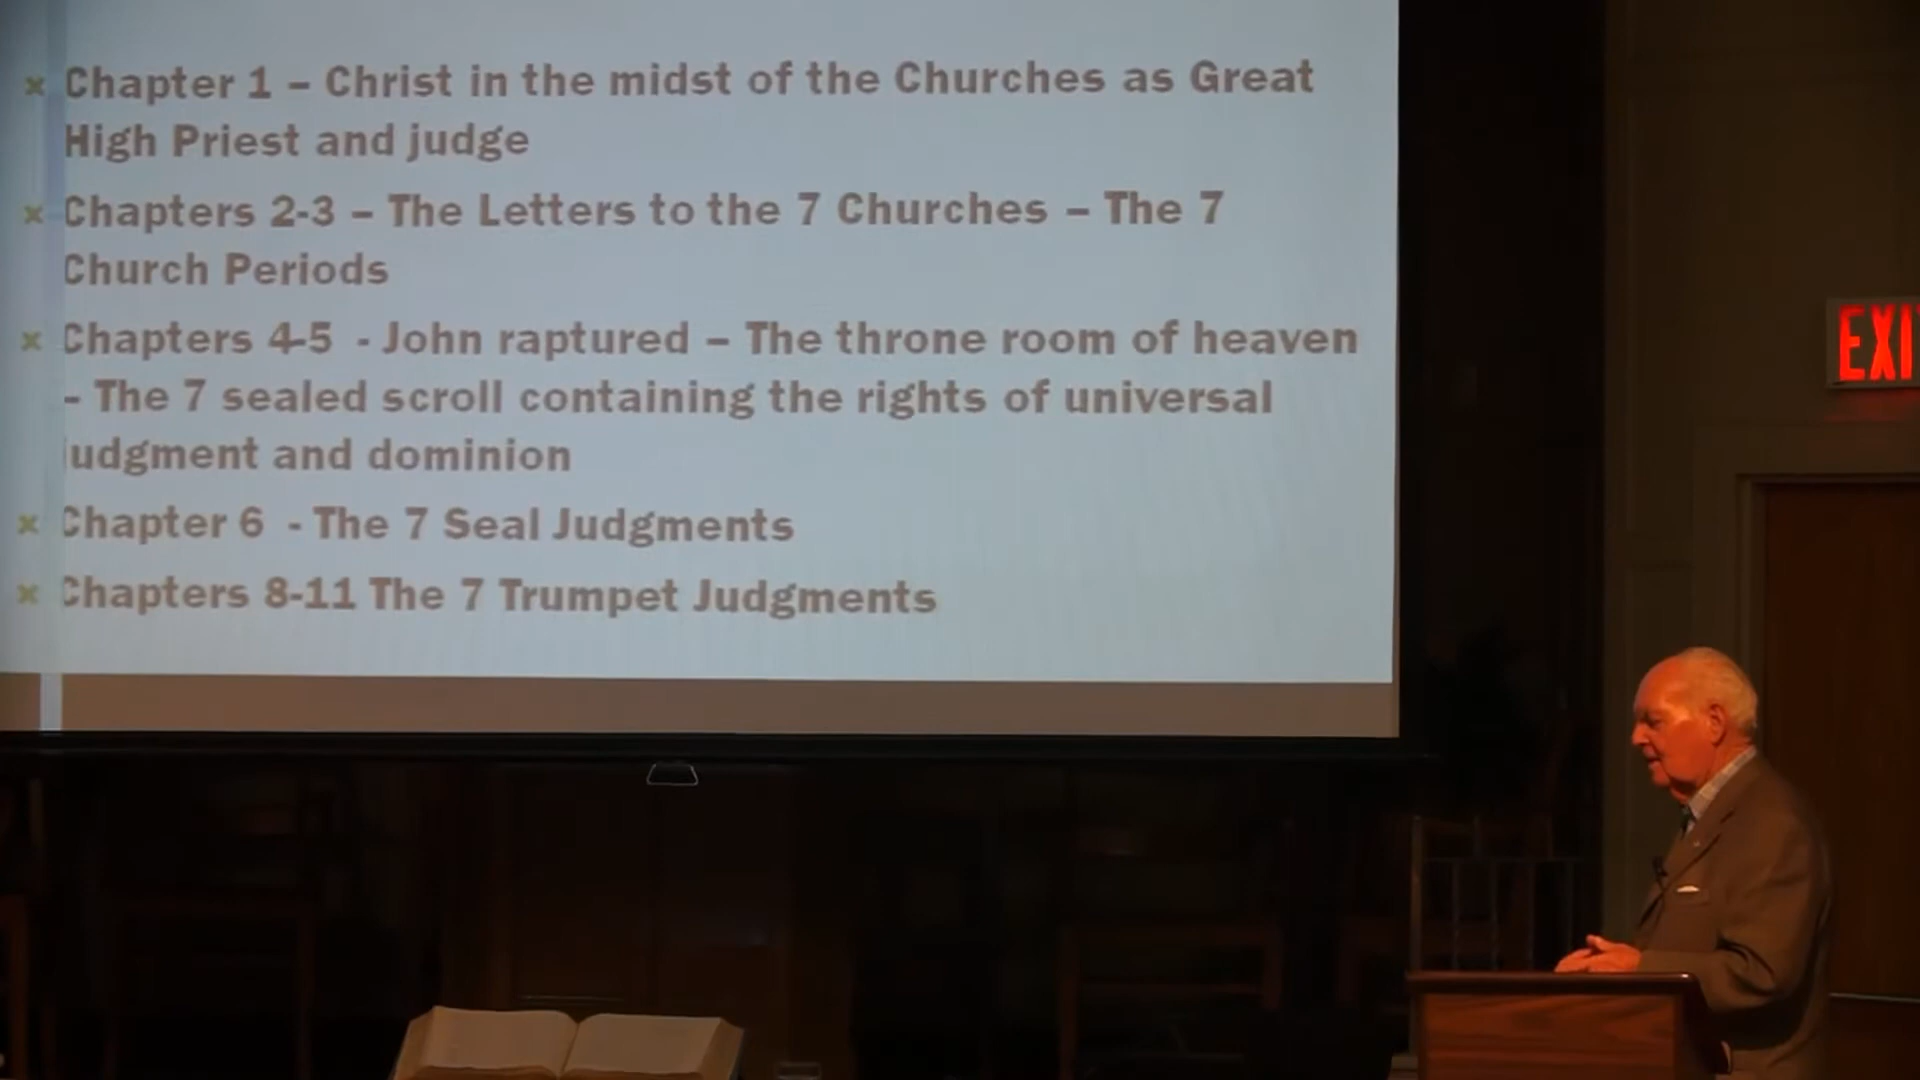 Chapter 1 – Christ in the midst of the Churches as Great
High Priest and judge
Chapters 2-3 – The Letters to the 7 Churches – The 7
Church Periods
Chapters 4-5 - John raptured – The throne room of heaven
- The 7 sealed scroll containing the rights of universal
judgment and dominion
Chapter 6 - The 7 Seal Judgments
Chapters 8-11 The 7 Trumpet Judgments
EXI